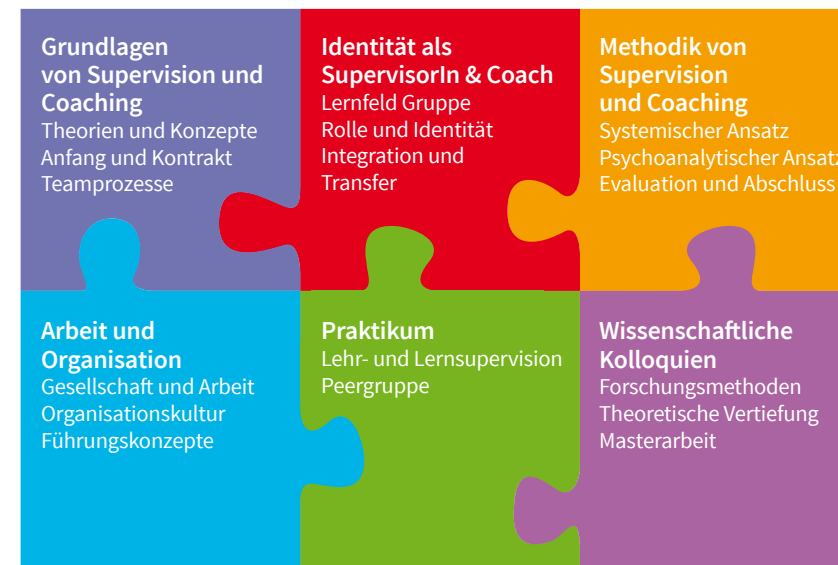 Grundlagen
von Supervision und
Coaching
Theorien und Konzepte
Anfang und Kontrakt
Teamprozesse
Identität als
SupervisorIn & Coach
Lernfeld Gruppe
Rolle und Identität
Integration und
Transfer
Methodik von
Supervision
und Coaching
Systemischer Ansatz
Psychoanalytischer Ansatz
Evaluation und Abschluss
Arbeit und
Organisation
Gesellschaft und Arbeit
Organisationskultur
Führungskonzepte
Praktikum
Lehr- und Lernsupervision
Peergruppe
Wissenschaftliche
Kolloquien
Forschungsmethoden
Theoretische Vertiefung
Masterarbeit